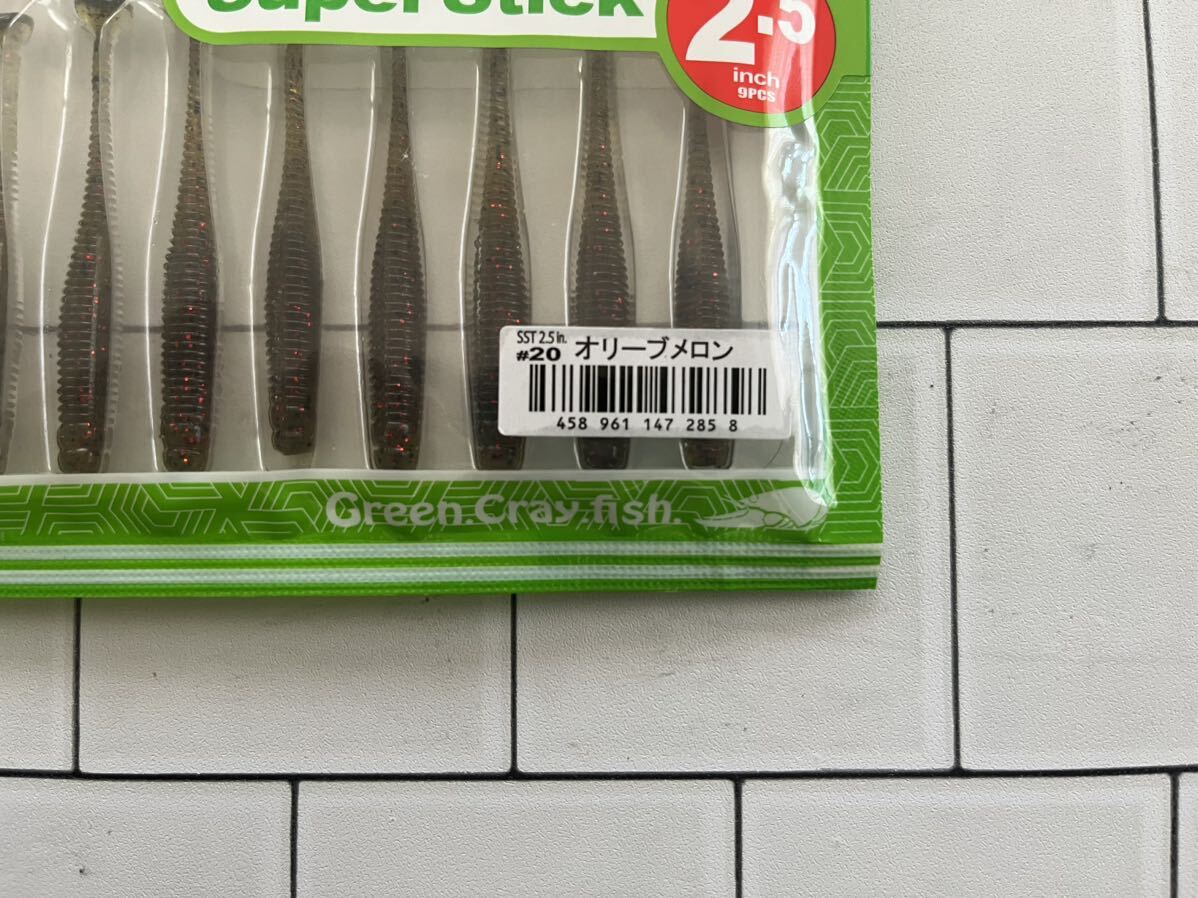 Super Stick
2.5
inch
9PCS
SST 2.5 in.
#20 オリーブメロン
458 961 147 285 8
Green.Cray.fish.